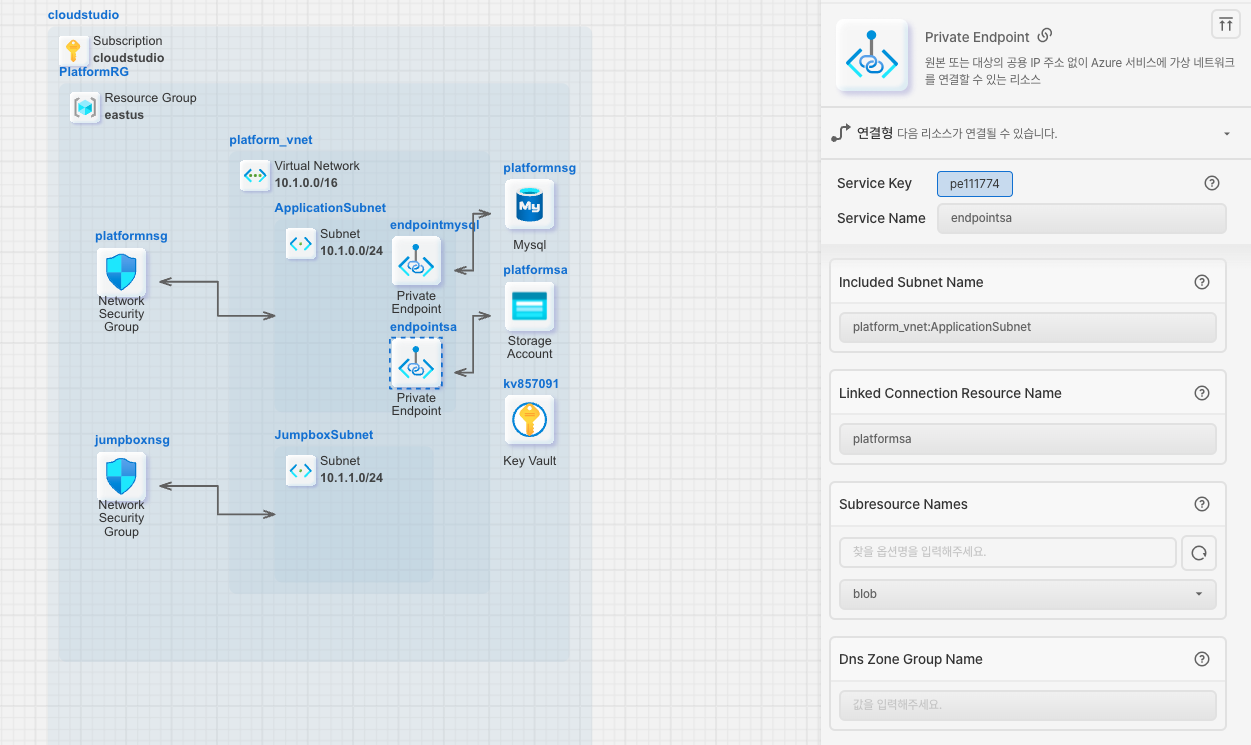 cloudstudio
Subscription
cloudstudio
PlatformRG
Resource Group
eastus
platform_vnet
Virtual Network
10.1.0.0/16
ApplicationSubnet
Subnet
10.1.0.0/24
endpointmysql
Private
Endpoint
endpointsa
Private
Endpoint
platformnsg
My
Mysql
platformsa
Storage
Account
kv857091
Key Vault
platformnsg
Network
Security
Group
jumpboxnsg
Network
Security
Group
JumpboxSubnet
Subnet
10.1.1.0/24
Private Endpoint
원본 또는 대상의 공용 IP 주소 없이 Azure 서비스에 가상 네트워크
를 연결할 수 있는 리소스
연결형 다음 리소스가 연결될 수 있습니다.
Service Key pe111774
Service Name endpointsa
Included Subnet Name
platform_vnet:ApplicationSubnet
Linked Connection Resource Name
platformsa
Subresource Names
찾을 옵션명을 입력해주세요.
blob
Dns Zone Group Name
값을 입력해주세요.